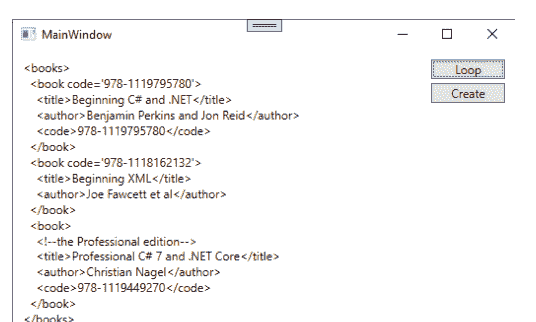 MainWindow
<books>
  <book code='978-1119795780'>
    <title>Beginning C# and .NET</title>
    <author>Benjamin Perkins and Jon Reid</author>
    <code>978-1119795780</code>
  </book>
  <book code='978-1118162132'>
    <title>Beginning XML</title>
    <author>Joe Fawcett et al</author>
  </book>
  <book>
    <!--the Professional edition-->
    <title>Professional C# 7 and .NET Core</title>
    <author>Christian Nagel</author>
    <code>978-1119449270</code>
  </book>
</books>
Loop
Create